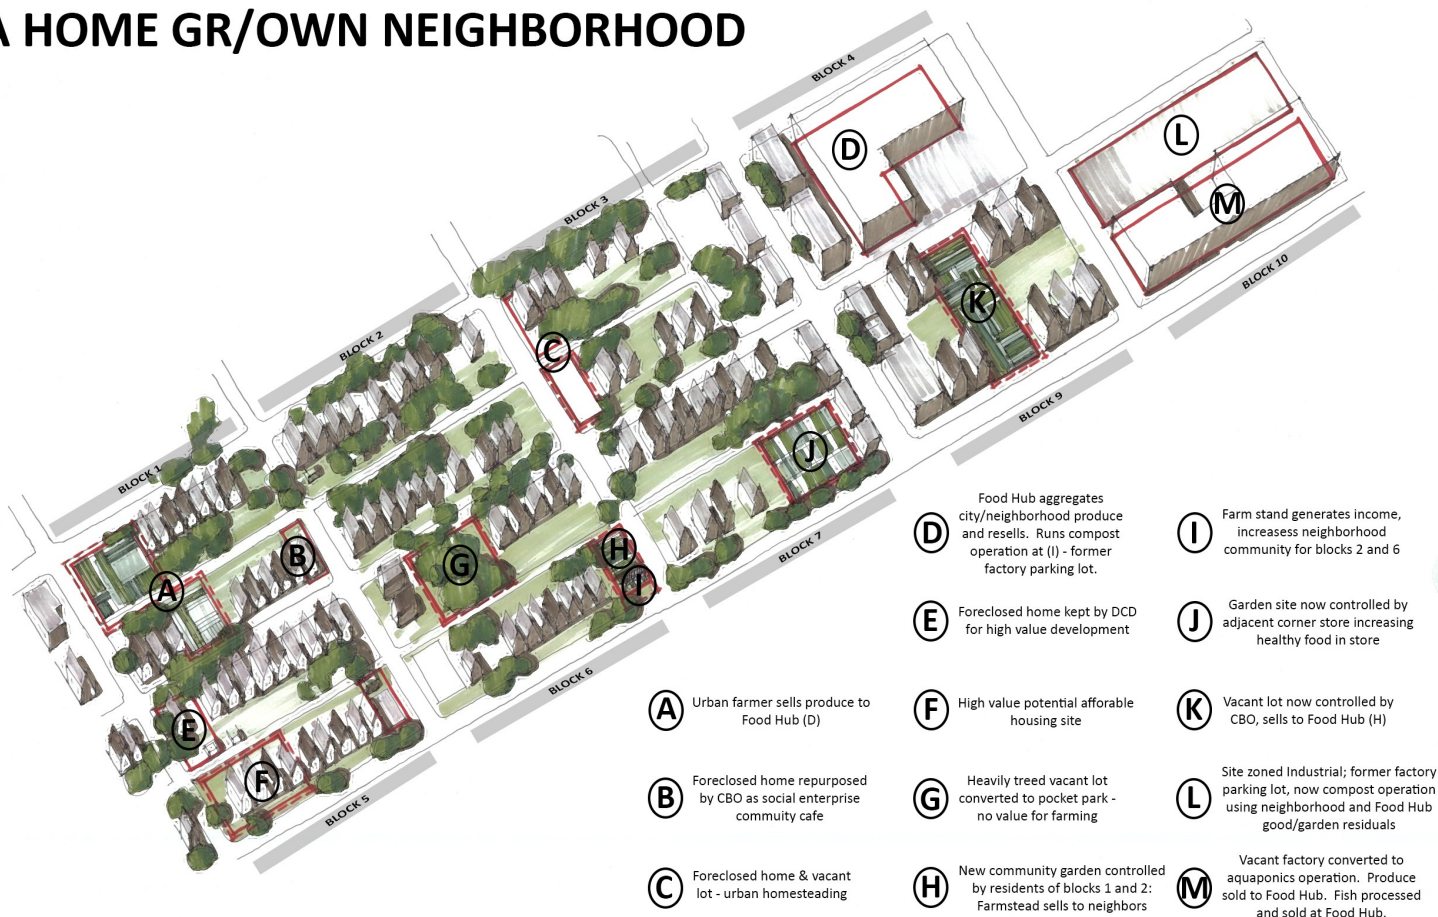 A HOME GR/OWN NEIGHBORHOOD
BLOCK 4
BLOCK 3
BLOCK 2
BLOCK 1
BLOCK 10
BLOCK 9
BLOCK 7
BLOCK 6
BLOCK 5
D
L
M
K
C
J
B
A
G
H
I
E
F
A
Urban farmer sells produce to
Food Hub (D)
B
Foreclosed home repurposed
by CBO as social enterprise
commuity cafe
C
Foreclosed home & vacant
lot - urban homesteading
D
Food Hub aggregates
city/neighborhood produce
and resells. Runs compost
operation at (I) - former
factory parking lot.
E
Foreclosed home kept by DCD
for high value development
F
High value potential afforable
housing site
G
Heavily treed vacant lot
converted to pocket park -
no value for farming
H
New community garden controlled
by residents of blocks 1 and 2:
Farmstead sells to neighbors
I
Farm stand generates income,
increasess neighborhood
community for blocks 2 and 6
J
Garden site now controlled by
adjacent corner store increasing
healthy food in store
K
Vacant lot now controlled by
CBO, sells to Food Hub (H)
L
Site zoned Industrial; former factory
parking lot, now compost operation
using neighborhood and Food Hub
good/garden residuals
M
Vacant factory converted to
aquaponics operation. Produce
sold to Food Hub. Fish processed
and sold at Food Hub.